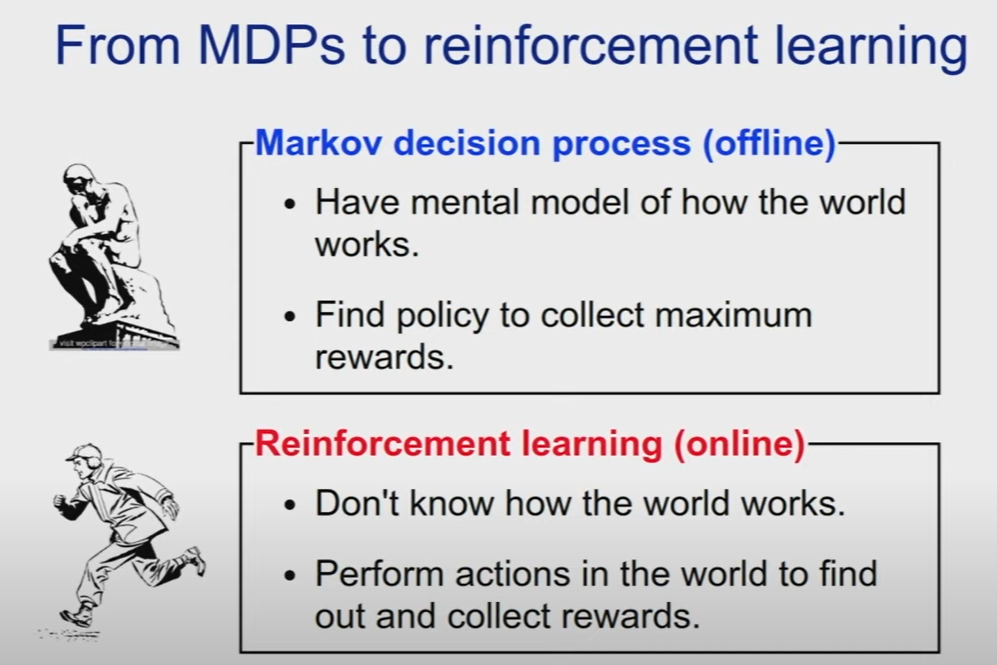 From MDPs to reinforcement learning
Markov decision process (offline)
• Have mental model of how the world
works.
• Find policy to collect maximum
rewards.
visit wpclipart
Reinforcement learning (online)
• Don't know how the world works.
• Perform actions in the world to find
out and collect rewards.